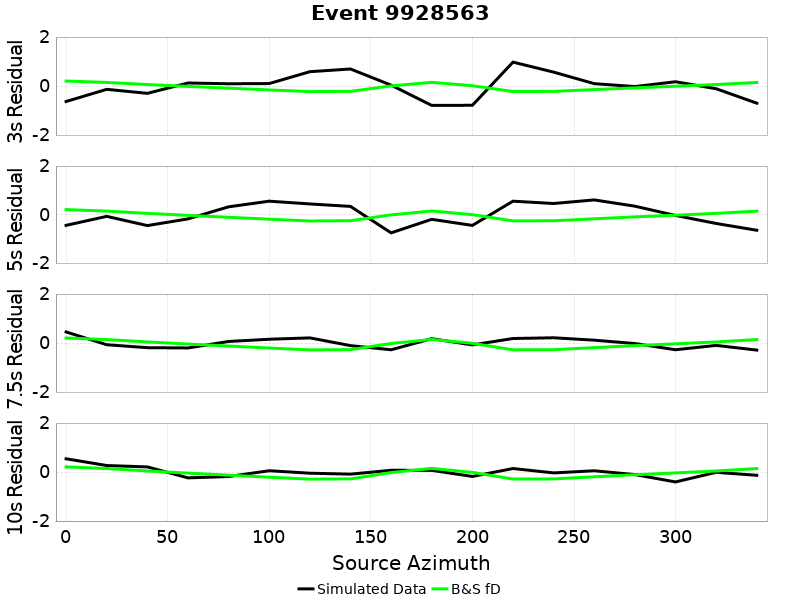 Event 9928563
3s Residual
2
0
-2
5s Residual
2
0
-2
7.5s Residual
2
0
-2
10s Residual
2
0
-2
0 50 100 150 200 250 300
Source Azimuth
Simulated Data B&S fD